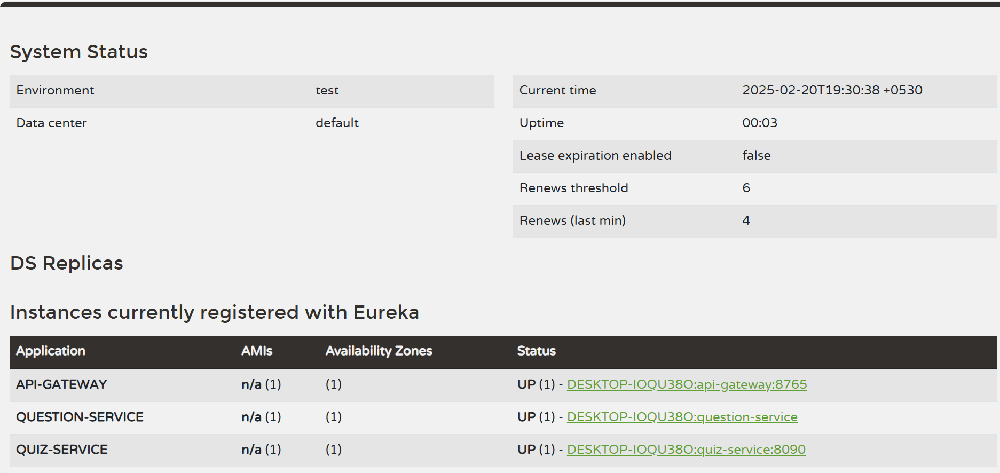 System Status
Environment test
Data center default
Current time 2025-02-20T19:30:38 +0530
Uptime 00:03
Lease expiration enabled false
Renews threshold 6
Renews (last min) 4
DS Replicas
Instances currently registered with Eureka
Application AMIs Availability Zones Status
API-GATEWAY n/a (1) (1) UP (1) - DESKTOP-IOQU38O:api-gateway:8765
QUESTION-SERVICE n/a (1) (1) UP (1) - DESKTOP-IOQU38O:question-service
QUIZ-SERVICE n/a (1) (1) UP (1) - DESKTOP-IOQU38O:quiz-service:8090